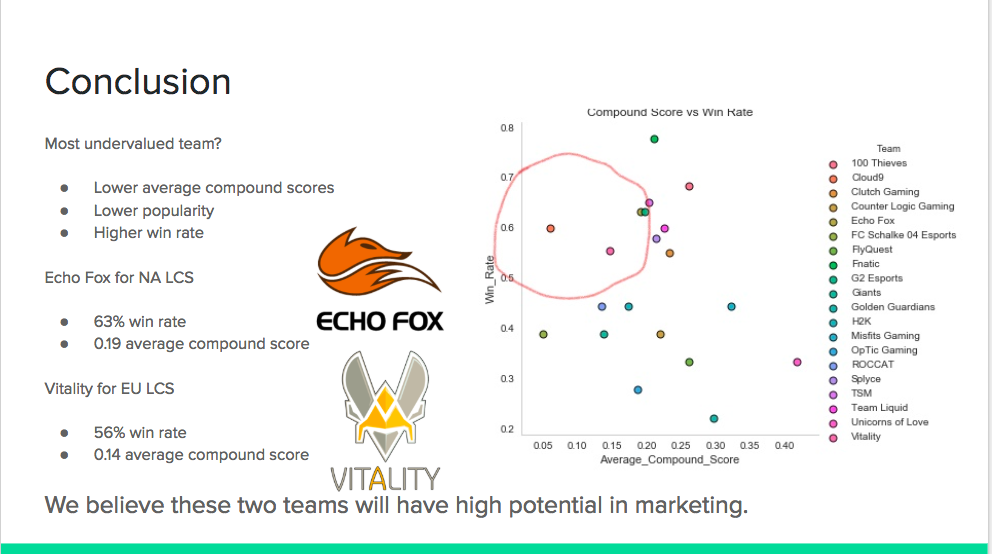 Conclusion
Most undervalued team?
● Lower average compound scores
● Lower popularity
● Higher win rate
Echo Fox for NA LCS
● 63% win rate
● 0.19 average compound score
Vitality for EU LCS
● 56% win rate
● 0.14 average compound score
ECHO FOX
VITALITY
We believe these two teams will have high potential in marketing.
Compound Score vs Win Rate
Win_Rate
0.8
0.7
0.6
0.5
0.4
0.3
0.2
0.05 0.10 0.15 0.20 0.25 0.30 0.35 0.40
Average_Compound_Score
Team
100 Thieves
Cloud9
Clutch Gaming
Counter Logic Gaming
Echo Fox
FC Schalke 04 Esports
FlyQuest
Fnatic
G2 Esports
Giants
Golden Guardians
H2K
Misfits Gaming
OpTic Gaming
ROCCAT
Splyce
TSM
Team Liquid
Unicorns of Love
Vitality